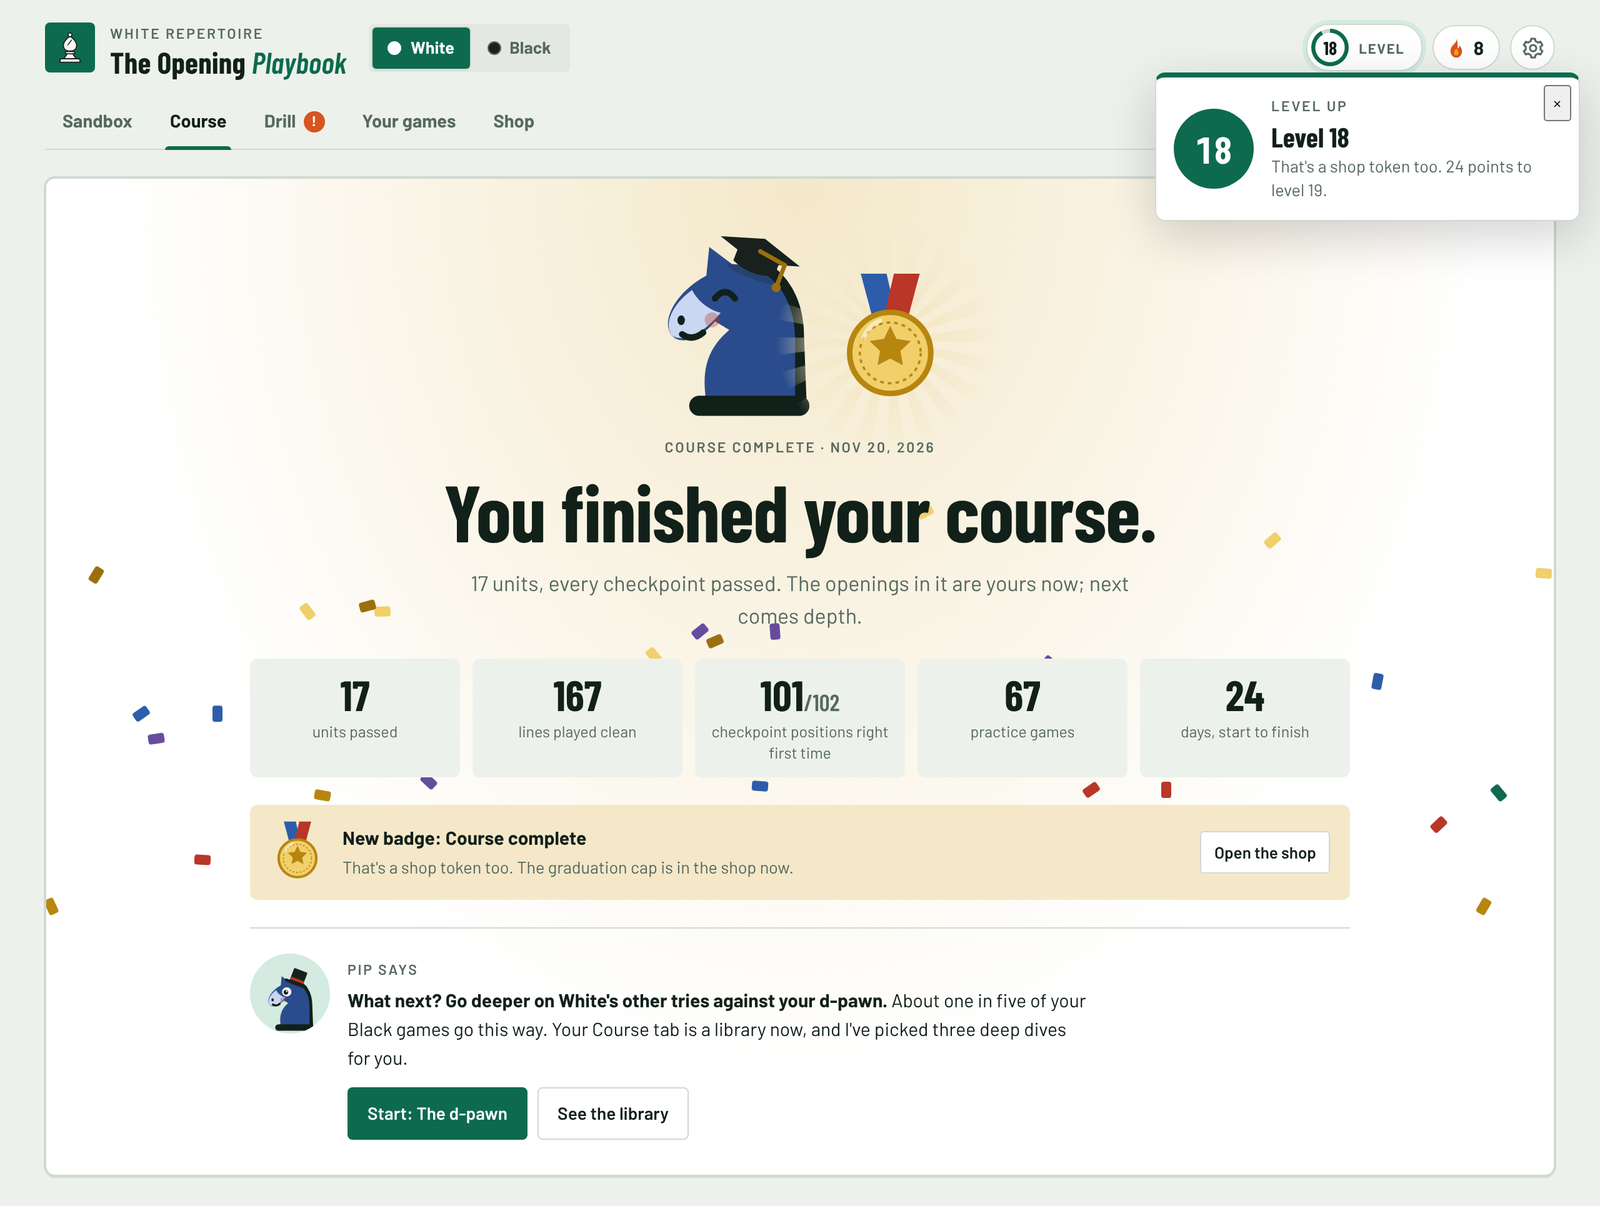 WHITE REPERTOIRE
The Opening Playbook
White
Black
18 LEVEL
8
Sandbox
Course
Drill !
Your games
Shop
18
LEVEL UP
Level 18
That's a shop token too. 24 points to
level 19.
×
COURSE COMPLETE · NOV 20, 2026
You finished your course.
17 units, every checkpoint passed. The openings in it are yours now; next
comes depth.
17
units passed
167
lines played clean
101/102
checkpoint positions right
first time
67
practice games
24
days, start to finish
New badge: Course complete
That's a shop token too. The graduation cap is in the shop now.
Open the shop
PIP SAYS
What next? Go deeper on White's other tries against your d-pawn. About one in five of your
Black games go this way. Your Course tab is a library now, and I've picked three deep dives
for you.
Start: The d-pawn
See the library